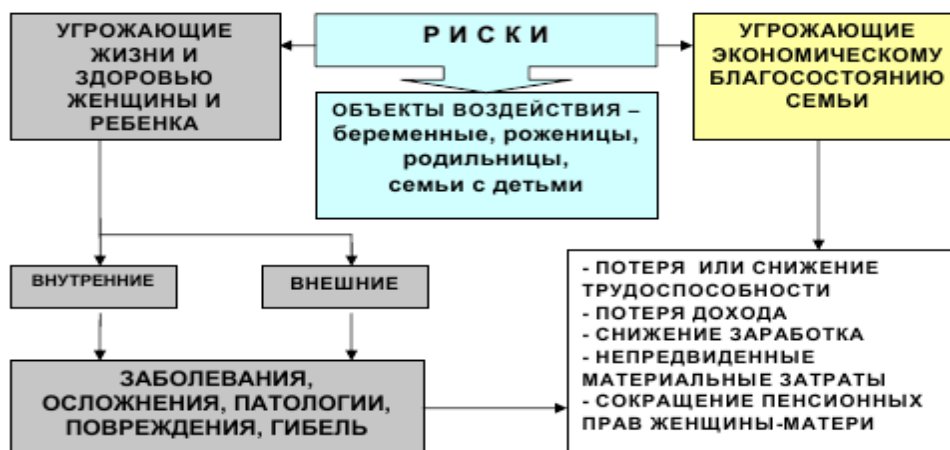 УГРОЖАЮЩИЕ
ЖИЗНИ И
ЗДОРОВЬЮ
ЖЕНЩИНЫ И
РЕБЕНКА
РИСКИ
ОБЪЕКТЫ ВОЗДЕЙСТВИЯ –
беременные, роженицы,
родильницы,
семьи с детьми
УГРОЖАЮЩИЕ
ЭКОНОМИЧЕСКОМУ
БЛАГОСОСТОЯНИЮ
СЕМЬИ
ВНУТРЕННИЕ
ВНЕШНИЕ
ЗАБОЛЕВАНИЯ,
ОСЛОЖНЕНИЯ, ПАТОЛОГИИ,
ПОВРЕЖДЕНИЯ, ГИБЕЛЬ
- ПОТЕРЯ ИЛИ СНИЖЕНИЕ
ТРУДОСПОСОБНОСТИ
- ПОТЕРЯ ДОХОДА
- СНИЖЕНИЕ ЗАРАБОТКА
- НЕПРЕДВИДЕННЫЕ
МАТЕРИАЛЬНЫЕ ЗАТРАТЫ
- СОКРАЩЕНИЕ ПЕНСИОННЫХ
ПРАВ ЖЕНЩИНЫ-МАТЕРИ